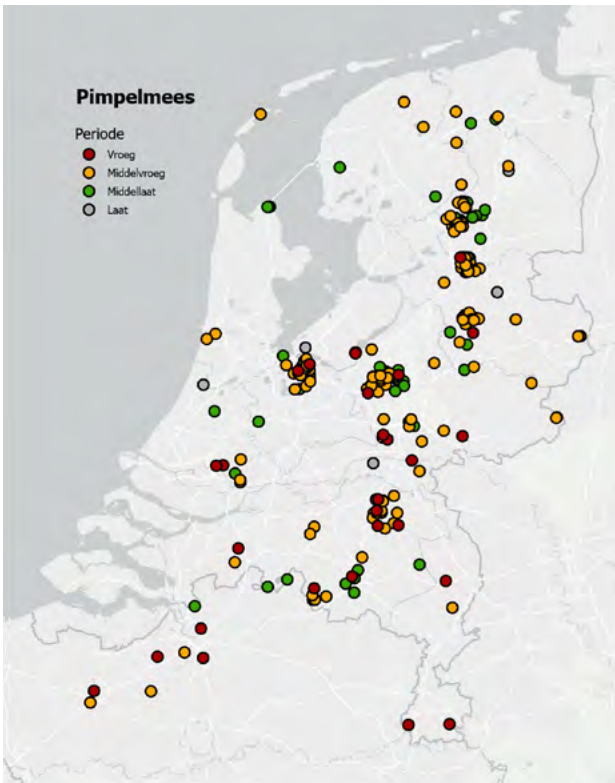 Pimpelmees
Periode
Vroeg
Middelvroeg
Middellaat
Laat